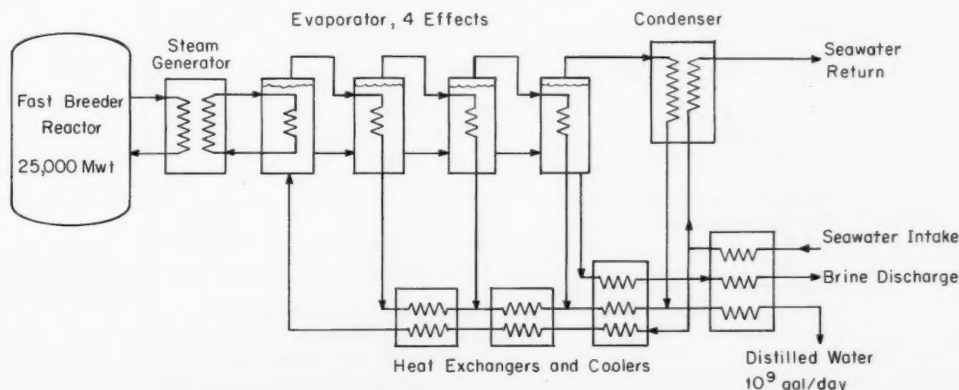 Evaporator, 4 Effects
Condenser
Steam
Generator
Seawater
Return
Fast Breeder
Reactor
25,000 Mwt
Seawater Intake
Brine Discharge
Heat Exchangers and Coolers
Distilled Water
10⁹ gal/day